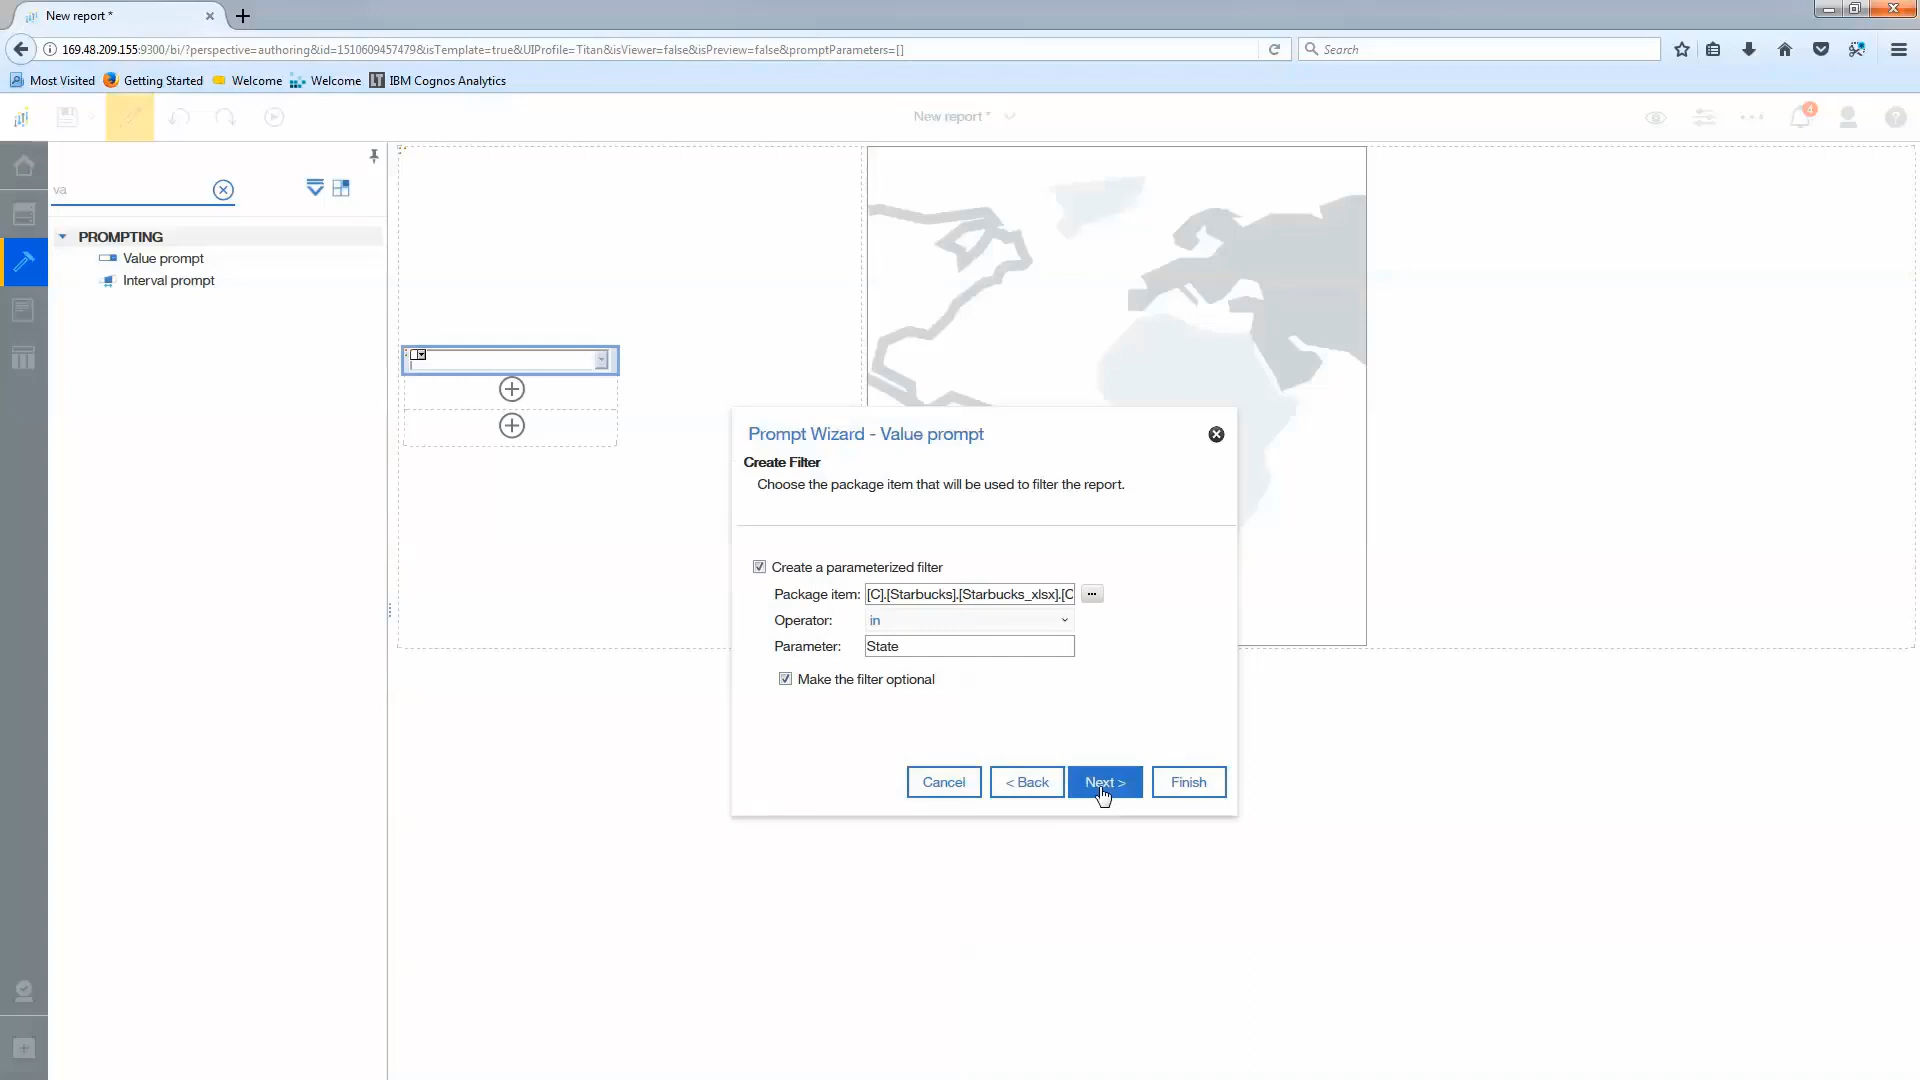 New report *
169.48.209.155:9300/bi/?perspective=authoring&id=1510609457479&isTemplate=true&UIProfile=Titan&isViewer=false&isPreview=false&promptParameters=[]
Search
Most Visited
Getting Started
Welcome
Welcome
LT
IBM Cognos Analytics
New report *
4
?
va
PROMPTING
Value prompt
Interval prompt
Prompt Wizard - Value prompt
Create Filter
Choose the package item that will be used to filter the report.
Create a parameterized filter
Package item: [C].[Starbucks].[Starbucks_xlsx].[C
Operator: in
Parameter: State
Make the filter optional
Cancel
< Back
Next >
Finish